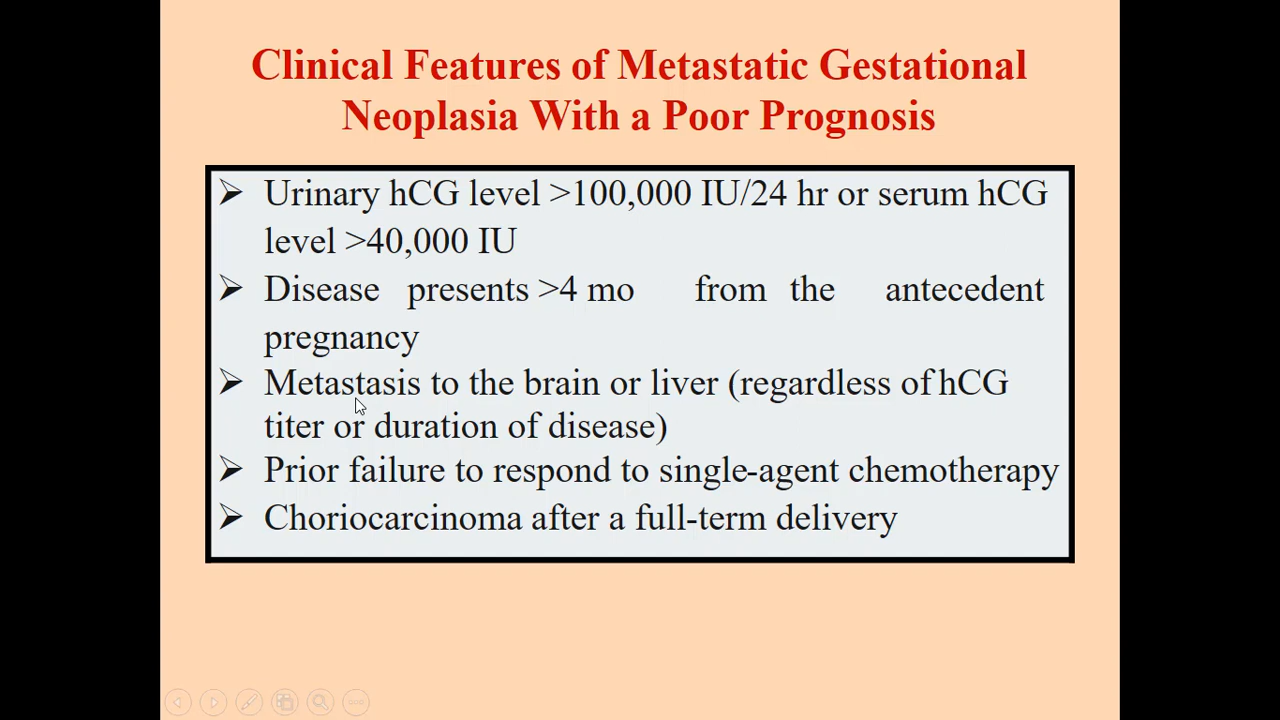 Clinical Features of Metastatic Gestational
Neoplasia With a Poor Prognosis
➢ Urinary hCG level >100,000 IU/24 hr or serum hCG
level >40,000 IU
➢ Disease presents >4 mo from the antecedent
pregnancy
➢ Metastasis to the brain or liver (regardless of hCG
titer or duration of disease)
➢ Prior failure to respond to single-agent chemotherapy
➢ Choriocarcinoma after a full-term delivery